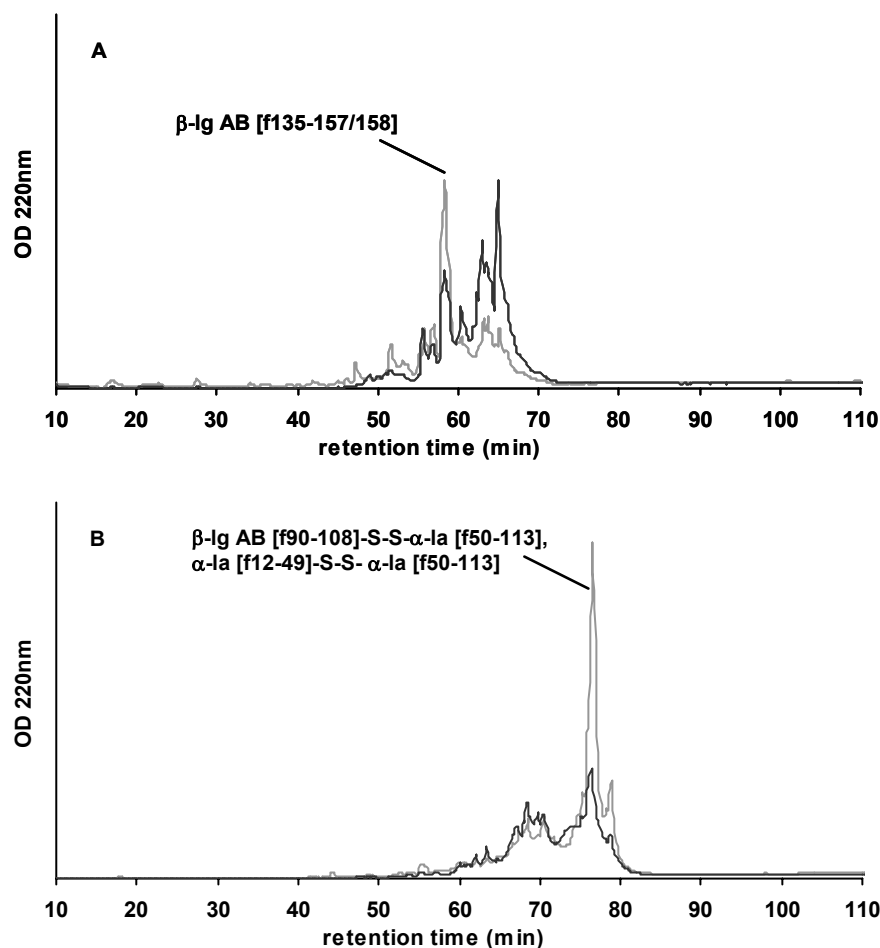 A
β-lg AB [f135-157/158]
OD 220nm
10 20 30 40 50 60 70 80 90 100 110
retention time (min)
B
β-lg AB [f90-108]-S-S-α-la [f50-113],
α-la [f12-49]-S-S- α-la [f50-113]
OD 220nm
10 20 30 40 50 60 70 80 90 100 110
retention time (min)